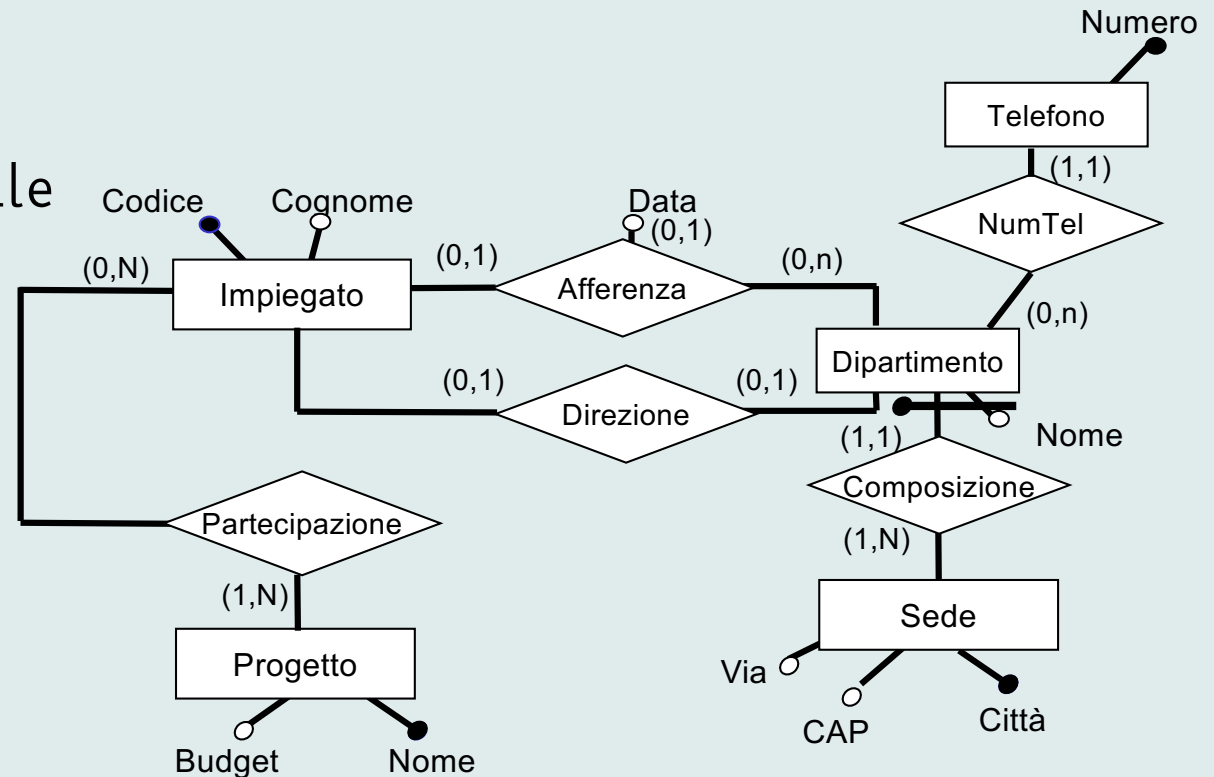 Numero
Telefono
(1,1)
NumTel
(0,n)
Codice
Cognome
Data
(0,1)
(0,N)
Impiegato
(0,1)
Afferenza
(0,n)
Dipartimento
(0,1)
Direzione
(0,1)
(1,1)
Nome
Composizione
(1,N)
Partecipazione
(1,N)
Sede
Progetto
Via
CAP
Città
Budget
Nome